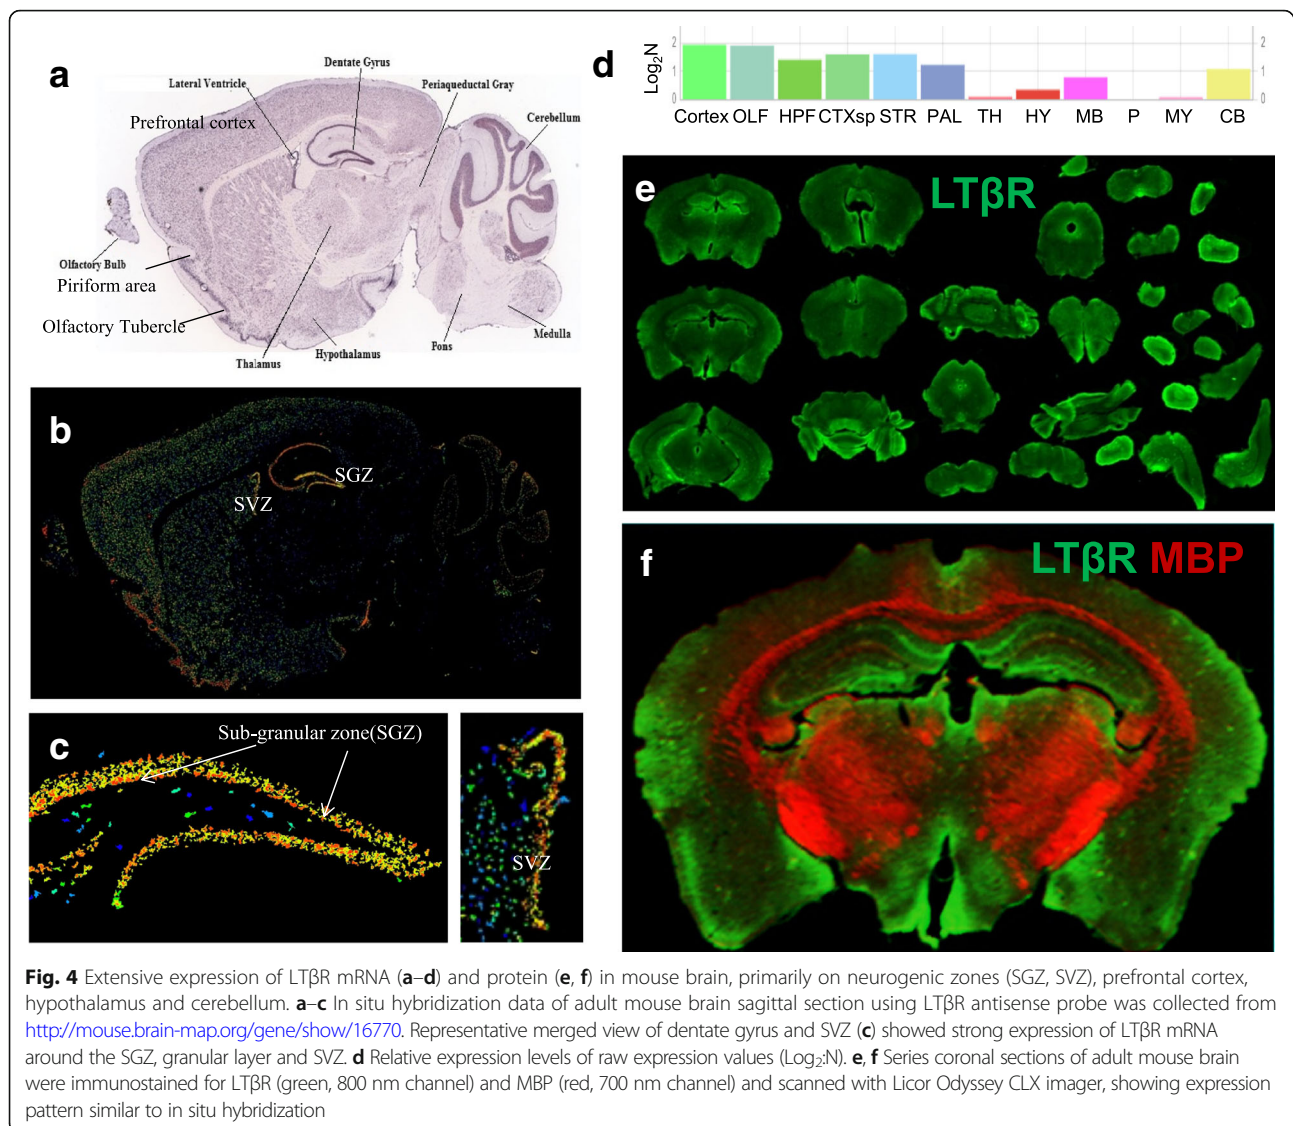 a
Dentate Gyrus
Lateral Ventricle
Periaqueductal Gray
Prefrontal cortex
Cerebellum
Olfactory Bulb
Piriform area
Olfactory Tubercle
Thalamus
Hypothalamus
Pons
Medulla
b
SGZ
SVZ
c
Sub-granular zone(SGZ)
SVZ
d
Log₂N
2
1
0
2
1
0
Cortex OLF HPF CTXsp STR PAL TH HY MB P MY CB
e
LTβR
f
LTβR MBP
Fig. 4 Extensive expression of LTβR mRNA (a–d) and protein (e, f) in mouse brain, primarily on neurogenic zones (SGZ, SVZ), prefrontal cortex,
hypothalamus and cerebellum. a–c In situ hybridization data of adult mouse brain sagittal section using LTβR antisense probe was collected from
http://mouse.brain-map.org/gene/show/16770. Representative merged view of dentate gyrus and SVZ (c) showed strong expression of LTβR mRNA
around the SGZ, granular layer and SVZ. d Relative expression levels of raw expression values (Log₂:N). e, f Series coronal sections of adult mouse brain
were immunostained for LTβR (green, 800 nm channel) and MBP (red, 700 nm channel) and scanned with Licor Odyssey CLX imager, showing expression
pattern similar to in situ hybridization